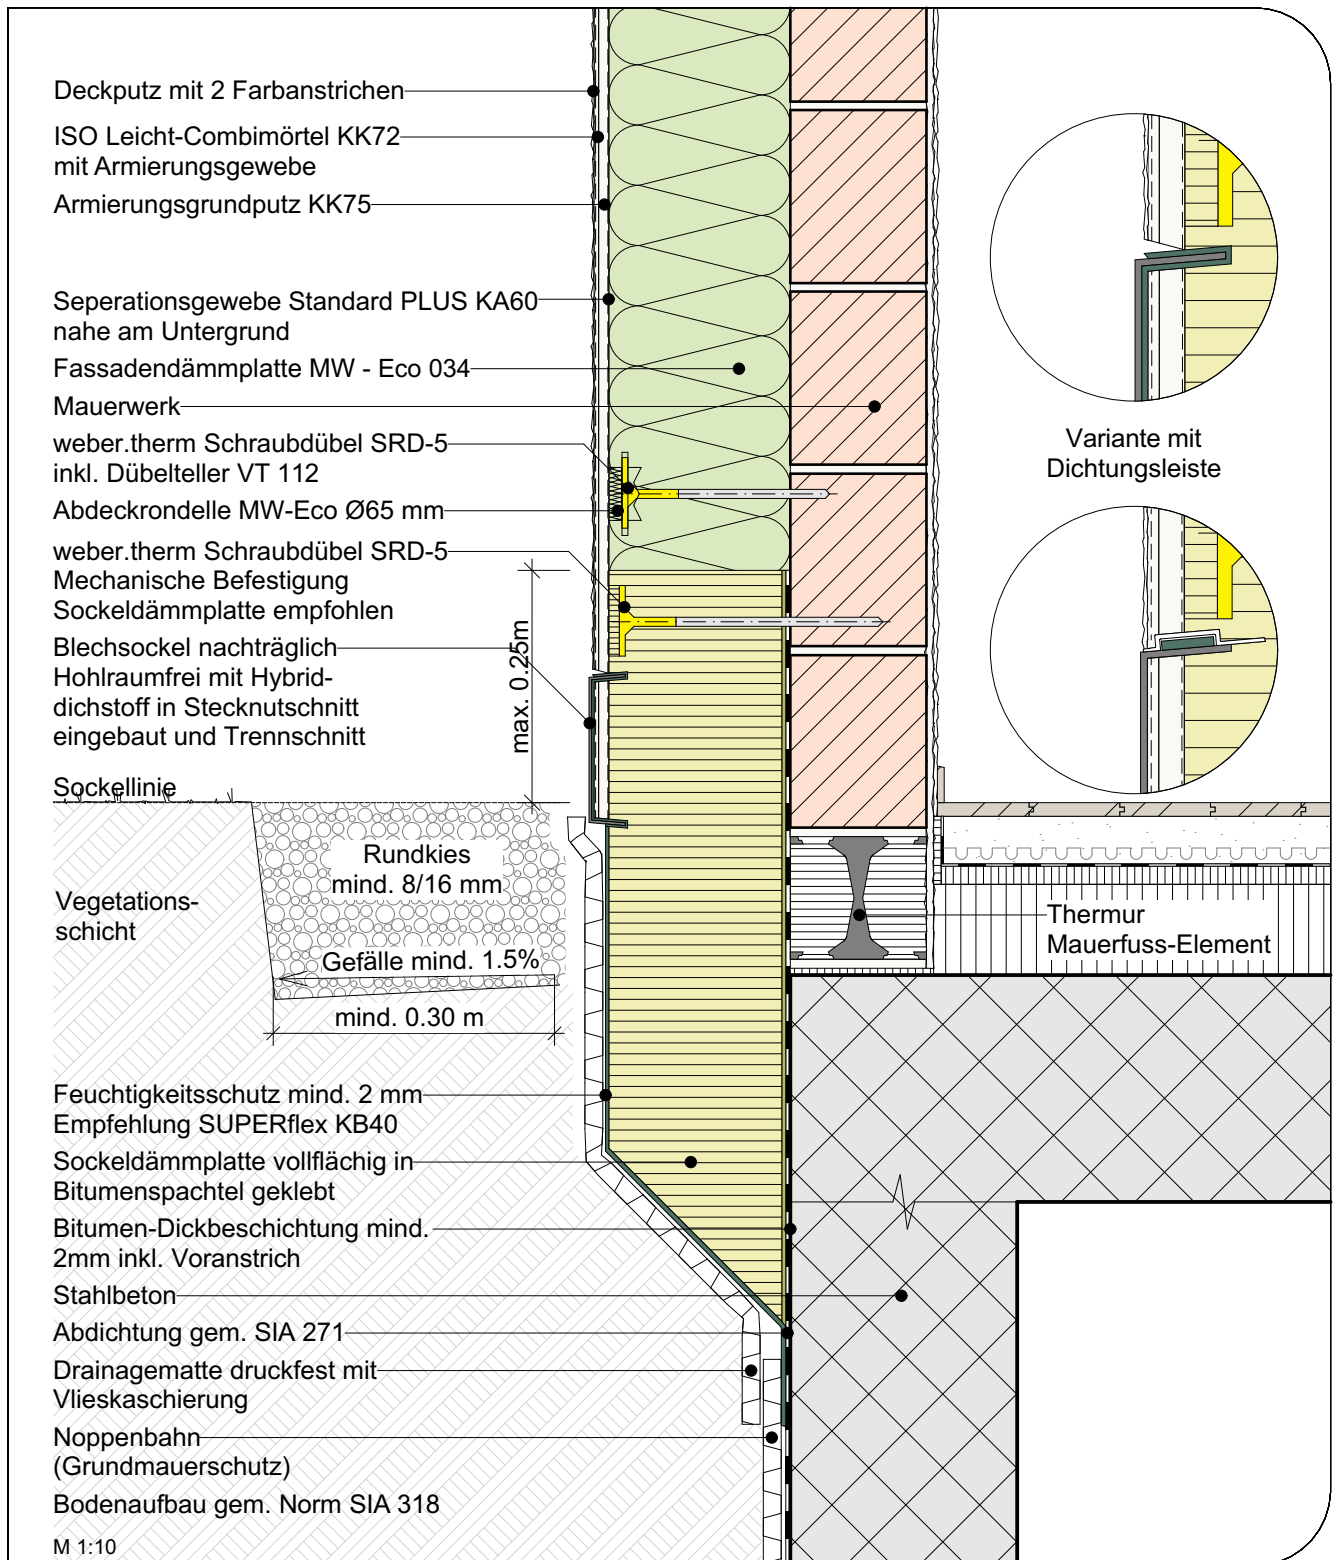 Deckputz mit 2 Farbanstrichen
ISO Leicht-Combimörtel KK72
mit Armierungsgewebe
Armierungsgrundputz KK75
Seperationsgewebe Standard PLUS KA60
nahe am Untergrund
Fassadendämmplatte MW - Eco 034
Mauerwerk
weber.therm Schraubdübel SRD-5
inkl. Dübelteller VT 112
Abdeckrondelle MW-Eco Ø65 mm
weber.therm Schraubdübel SRD-5
Mechanische Befestigung
Sockeldämmplatte empfohlen
Blechsockel nachträglich
Hohlraumfrei mit Hybrid-
dichstoff in Stecknutschnitt
eingebaut und Trennschnitt
Sockellinie
max. 0.25m
Variante mit
Dichtungsleiste
Rundkies
mind. 8/16 mm
Vegetations-
schicht
Gefälle mind. 1.5%
mind. 0.30 m
Thermur
Mauerfuss-Element
Feuchtigkeitsschutz mind. 2 mm
Empfehlung SUPERflex KB40
Sockeldämmplatte vollflächig in
Bitumenspachtel geklebt
Bitumen-Dickbeschichtung mind.
2mm inkl. Voranstrich
Stahlbeton
Abdichtung gem. SIA 271
Drainagematte druckfest mit
Vlieskaschierung
Noppenbahn
(Grundmauerschutz)
Bodenaufbau gem. Norm SIA 318
M 1:10